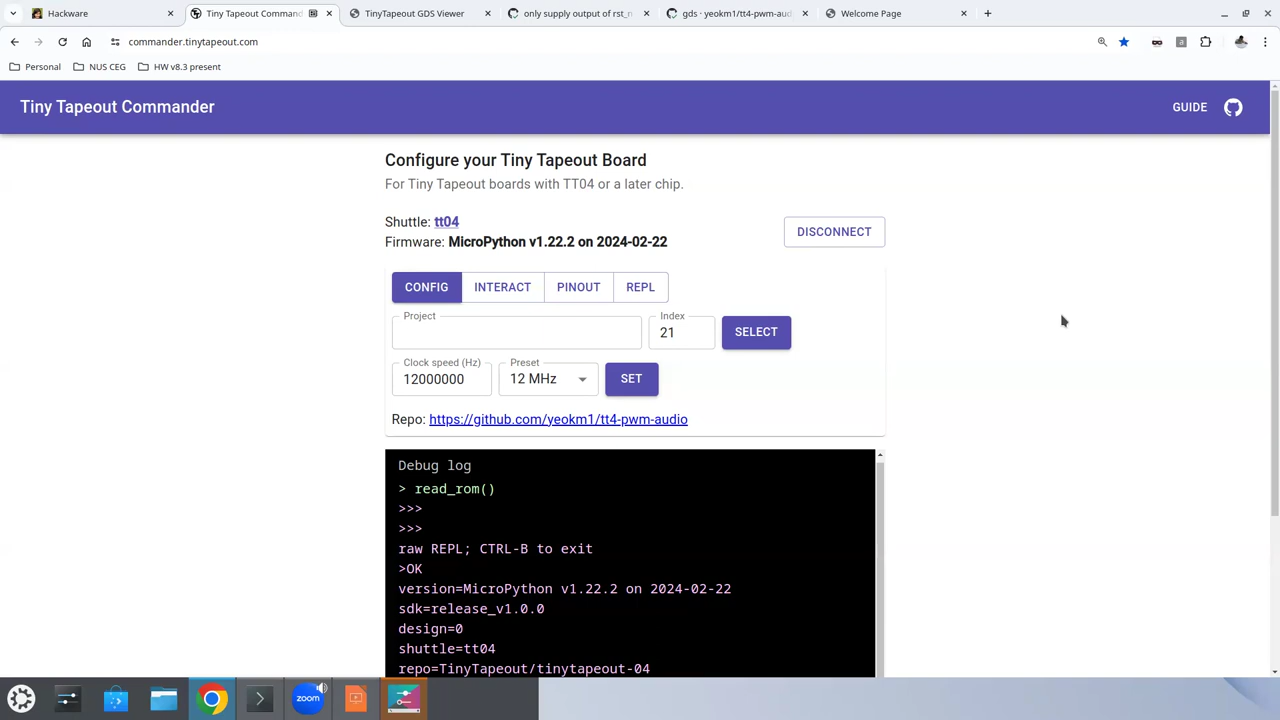 Hackware
Tiny Tapeout Command
TinyTapeout GDS Viewer
only supply output of rst_n
gds · yeokm1/tt4-pwm-aud
Welcome Page
commander.tinytapeout.com
Personal
NUS CEG
HW v8.3 present
Tiny Tapeout Commander
GUIDE
Configure your Tiny Tapeout Board
For Tiny Tapeout boards with TT04 or a later chip.
Shuttle: tt04
Firmware: MicroPython v1.22.2 on 2024-02-22
DISCONNECT
CONFIG
INTERACT
PINOUT
REPL
Project
Index
21
SELECT
Clock speed (Hz)
12000000
Preset
12 MHz
SET
Repo: https://github.com/yeokm1/tt4-pwm-audio
Debug log
> read_rom()
>>>
>>>
raw REPL; CTRL-B to exit
>OK
version=MicroPython v1.22.2 on 2024-02-22
sdk=release_v1.0.0
design=0
shuttle=tt04
repo=TinyTapeout/tinytapeout-04
zoom